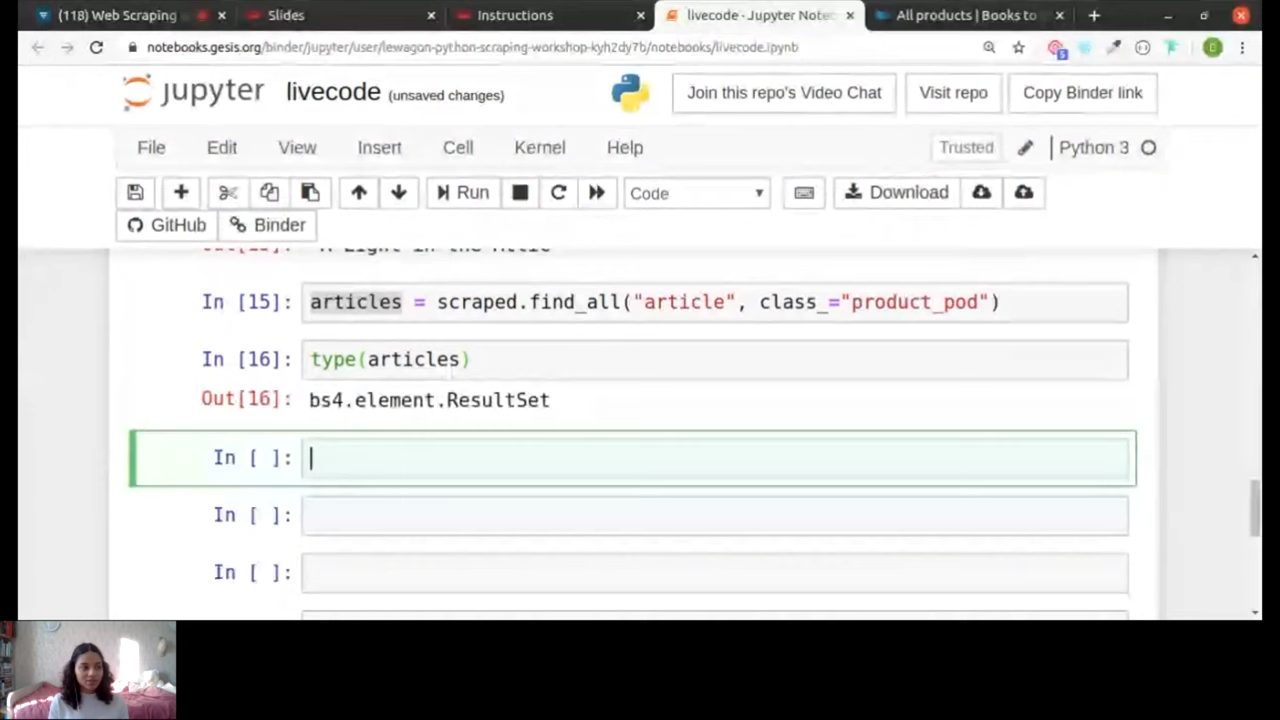 (118) Web Scraping
Slides
Instructions
livecode - Jupyter Note
All products | Books to
notebooks.gesis.org/binder/jupyter/user/lewagon-python-scraping-workshop-kyh2dy7b/notebooks/livecode.ipynb
jupyter livecode (unsaved changes)
Join this repo's Video Chat
Visit repo
Copy Binder link
File Edit View Insert Cell Kernel Help
Trusted
Python 3
Run
Code
Download
GitHub
Binder
In [15]: articles = scraped.find_all("article", class_="product_pod")
In [16]: type(articles)
Out[16]: bs4.element.ResultSet
In [ ]:
In [ ]:
In [ ]: